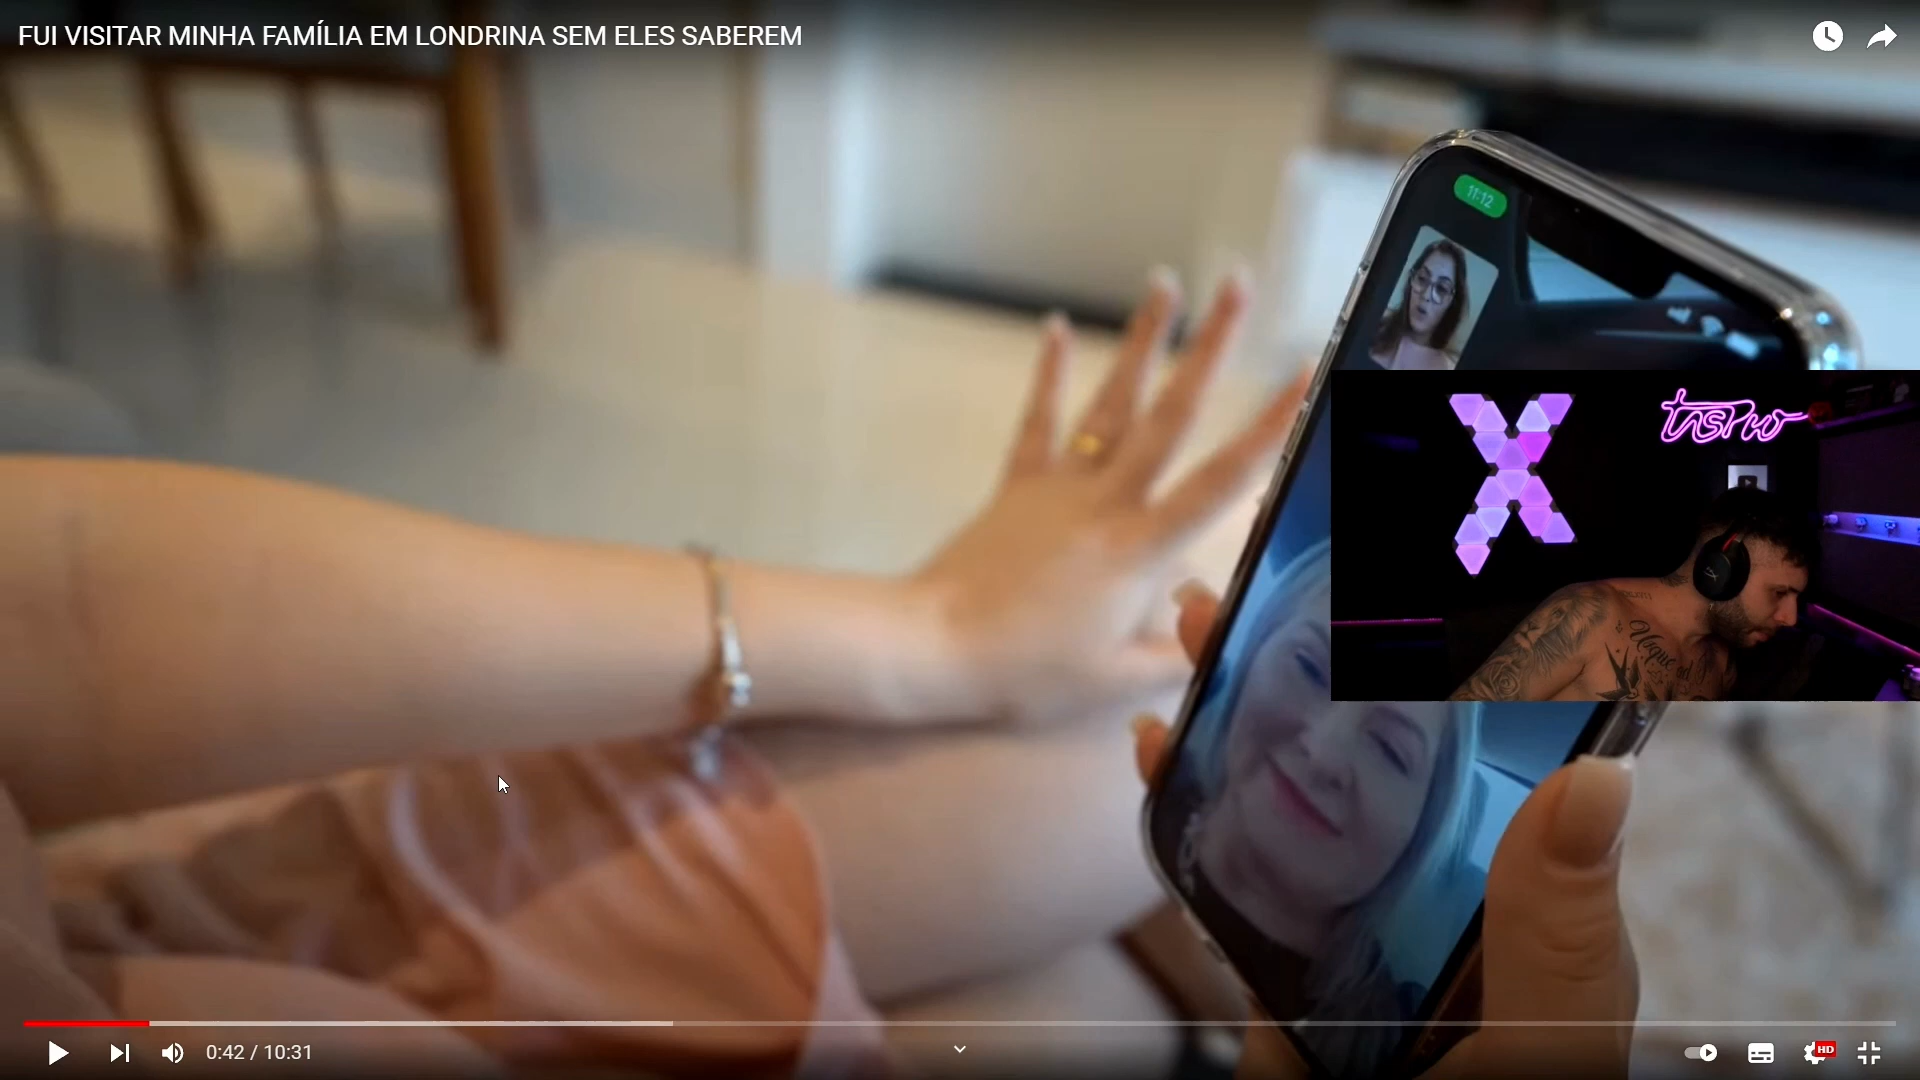 FUI VISITAR MINHA FAMÍLIA EM LONDRINA SEM ELES SABEREM
11:12
0:42 / 10:31
HD